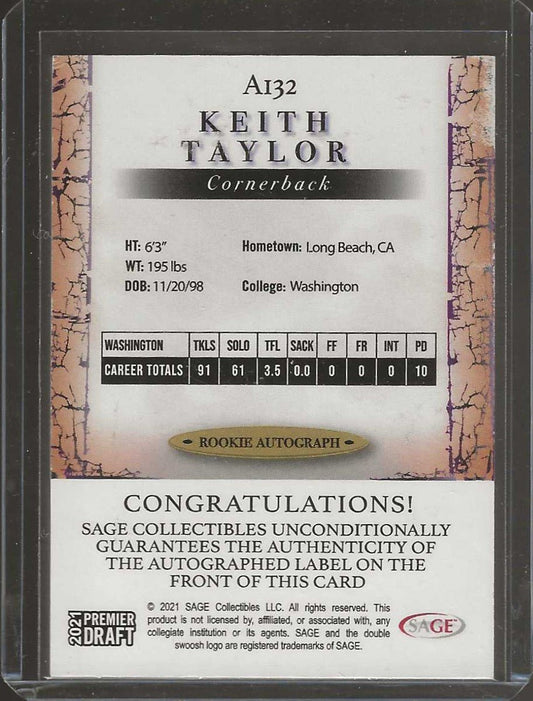 A132
KEITH
TAYLOR
Cornerback
HT: 6'3" Hometown: Long Beach, CA
WT: 195 lbs
DOB: 11/20/98 College: Washington
WASHINGTON TKLS SOLO TFL SACK FF FR INT PD
CAREER TOTALS 91 61 3.5 0.0 0 0 0 10
• ROOKIE AUTOGRAPH •
CONGRATULATIONS!
SAGE COLLECTIBLES UNCONDITIONALLY
GUARANTEES THE AUTHENTICITY OF
THE AUTOGRAPHED LABEL ON THE
FRONT OF THIS CARD
2021 PREMIER
DRAFT
© 2021 SAGE Collectibles LLC. All rights reserved. This
product is not licensed by, affiliated, or associated with, any
collegiate institution or its agents. SAGE and the double
swoosh logo are registered trademarks of SAGE.
SAGE™